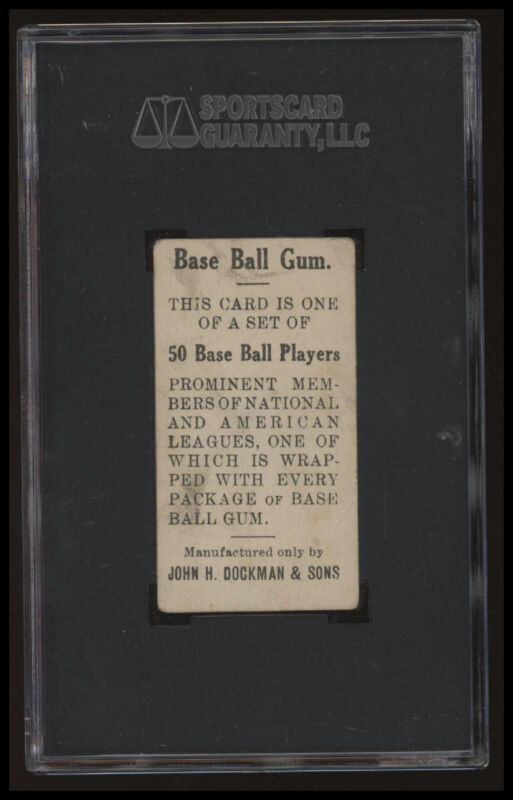 SPORTSCARD
GUARANTY, LLC
Base Ball Gum.
THIS CARD IS ONE
OF A SET OF
50 Base Ball Players
PROMINENT MEM-
BERS OF NATIONAL
AND AMERICAN
LEAGUES, ONE OF
WHICH IS WRAP-
PED WITH EVERY
PACKAGE OF BASE
BALL GUM.
Manufactured only by
JOHN H. DOCKMAN & SONS